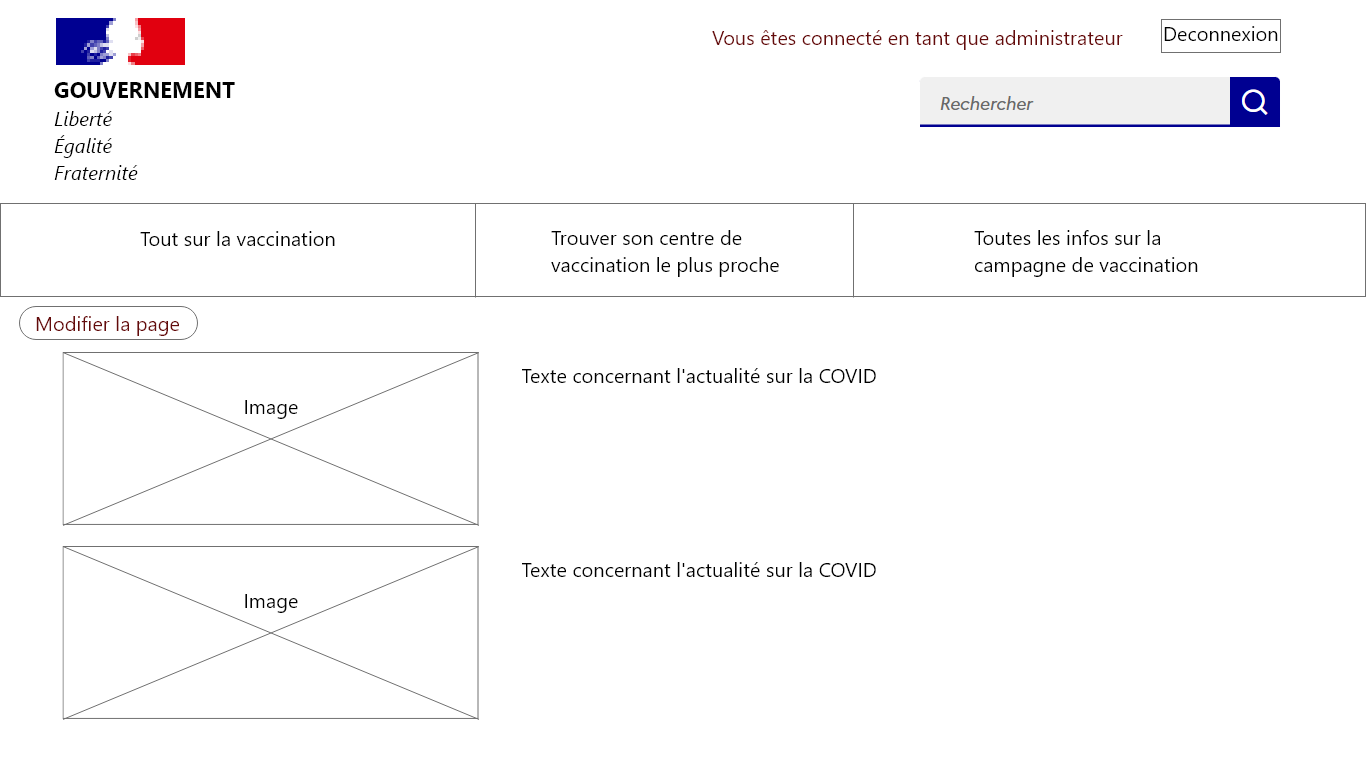 GOUVERNEMENT
Liberté
Égalité
Fraternité
Vous êtes connecté en tant que administrateur
Deconnexion
Rechercher
Tout sur la vaccination
Trouver son centre de
vaccination le plus proche
Toutes les infos sur la
campagne de vaccination
Modifier la page
Image
Texte concernant l'actualité sur la COVID
Image
Texte concernant l'actualité sur la COVID